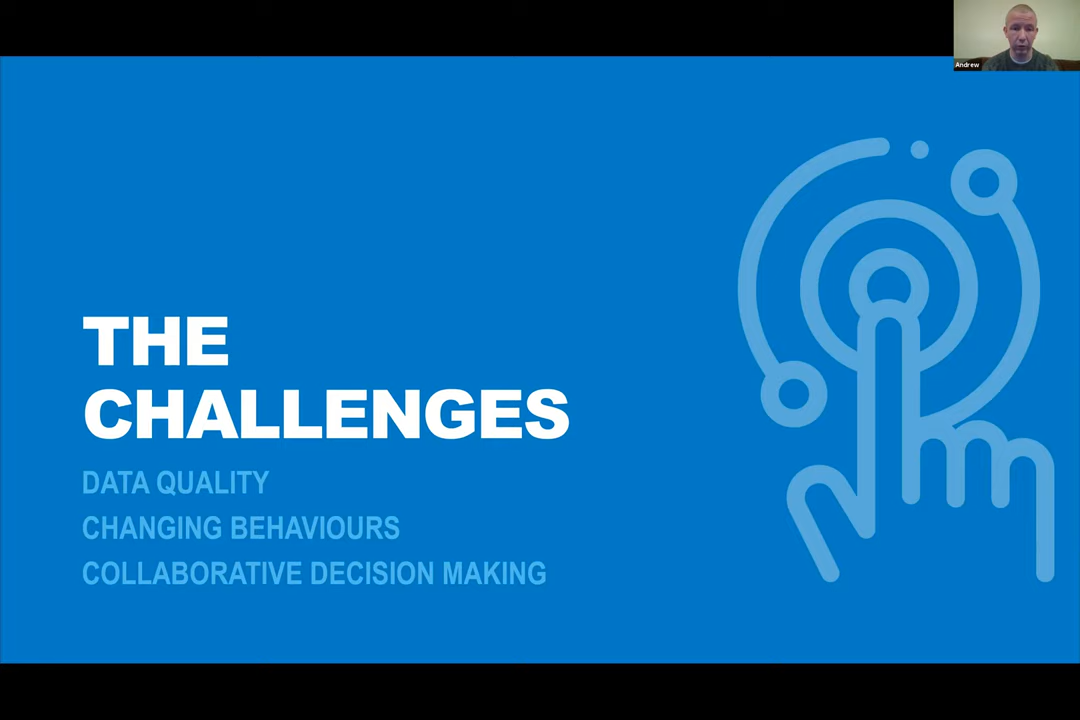 Andrew
THE
CHALLENGES
DATA QUALITY
CHANGING BEHAVIOURS
COLLABORATIVE DECISION MAKING